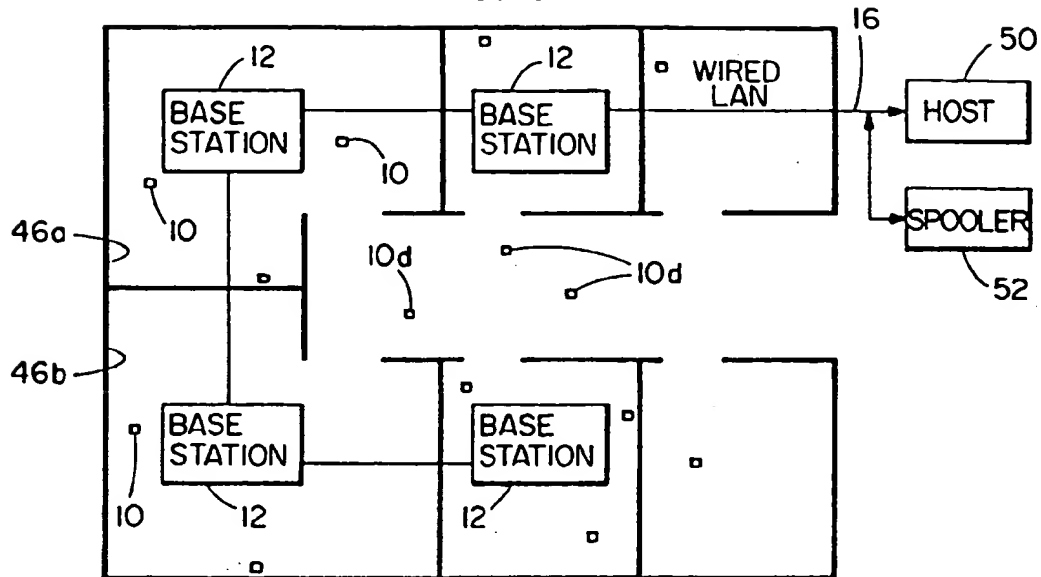 12
12
16
50
BASE
STATION
BASE
STATION
WIRED
LAN
HOST
10
10
SPOOLER
52
46a
10d
10d
46b
BASE
STATION
BASE
STATION
10
12
12